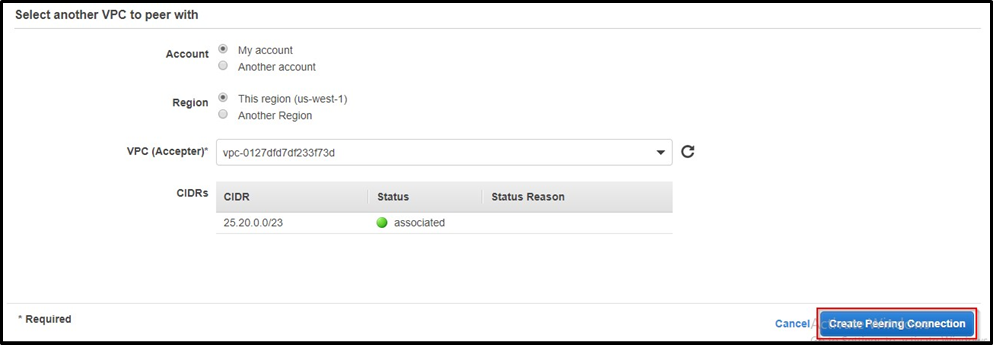 Select another VPC to peer with
Account
My account
Another account
Region
This region (us-west-1)
Another Region
VPC (Accepter)*
vpc-0127dfd7df233f73d
CIDRs
CIDR Status Status Reason
25.20.0.0/23 associated
* Required
Cancel Create Peering Connection